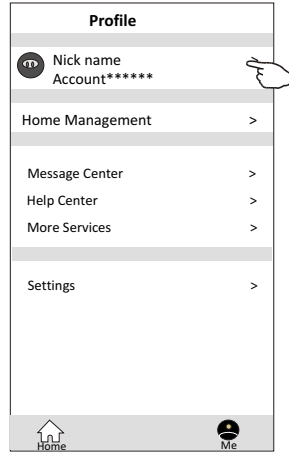 Profile
Nick name
Account******
Home Management >
Message Center >
Help Center >
More Services >
Settings >
Home Me